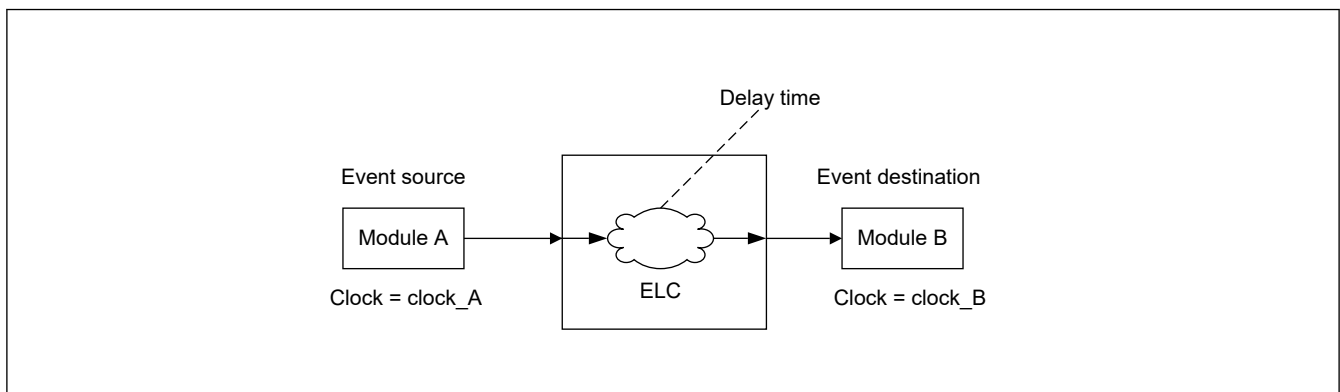 Delay time
Event source
Event destination
Module A
Module B
ELC
Clock = clock_A
Clock = clock_B